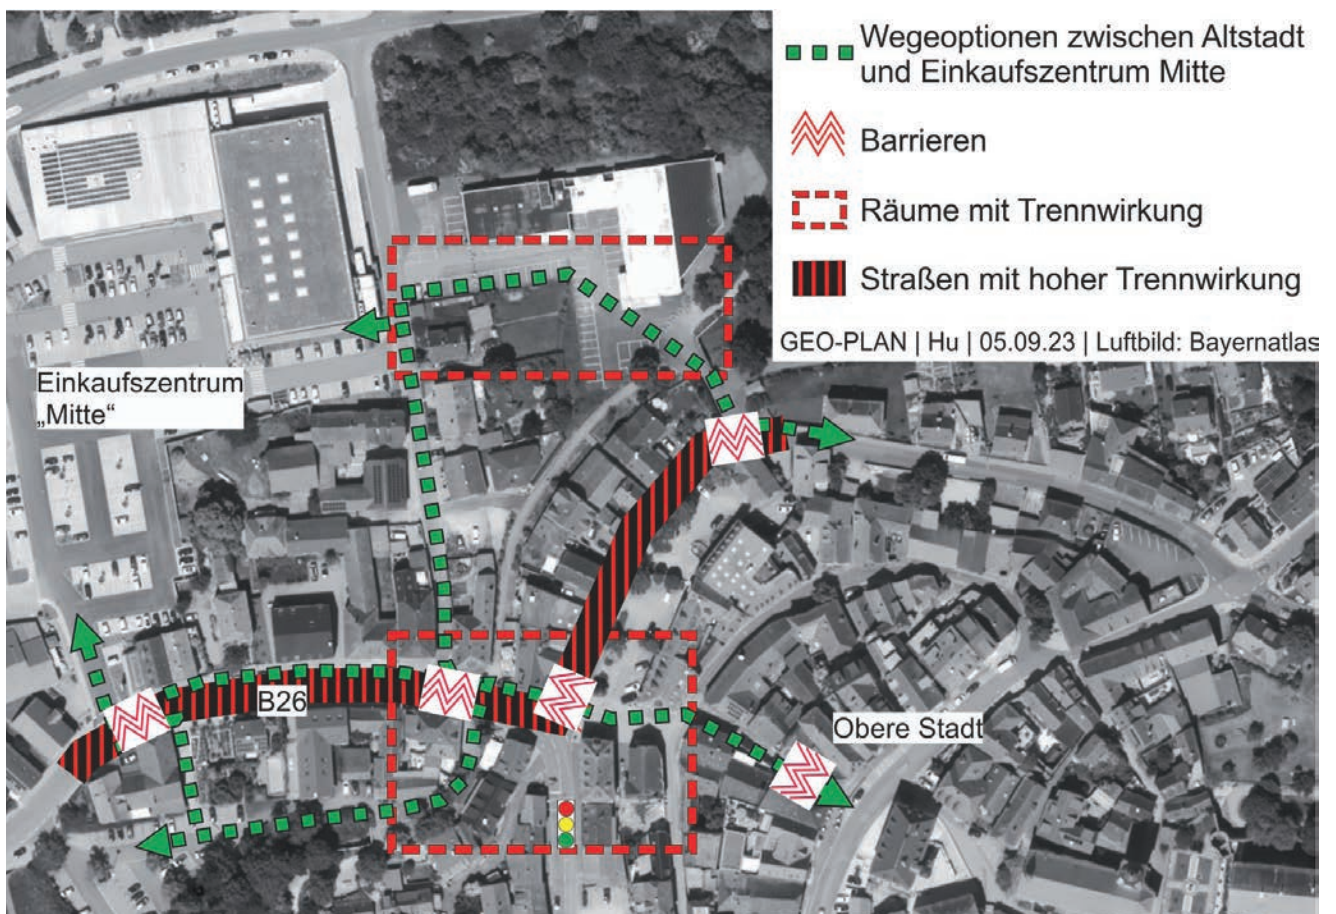 Wegeoptionen zwischen Altstadt
und Einkaufszentrum Mitte
Barrieren
Räume mit Trennwirkung
Straßen mit hoher Trennwirkung
GEO-PLAN | Hu | 05.09.23 | Luftbild: Bayernatlas
Einkaufszentrum
„Mitte“
B26
Obere Stadt